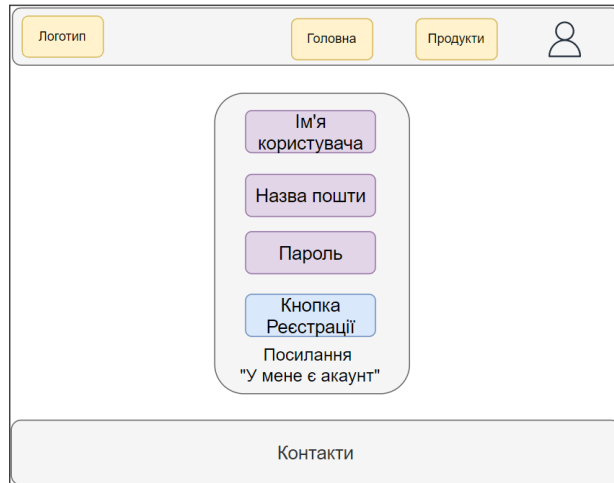 Логотип
Головна
Продукти
Ім'я
користувача
Назва пошти
Пароль
Кнопка
Реєстрації
Посилання
"У мене є акаунт"
Контакти